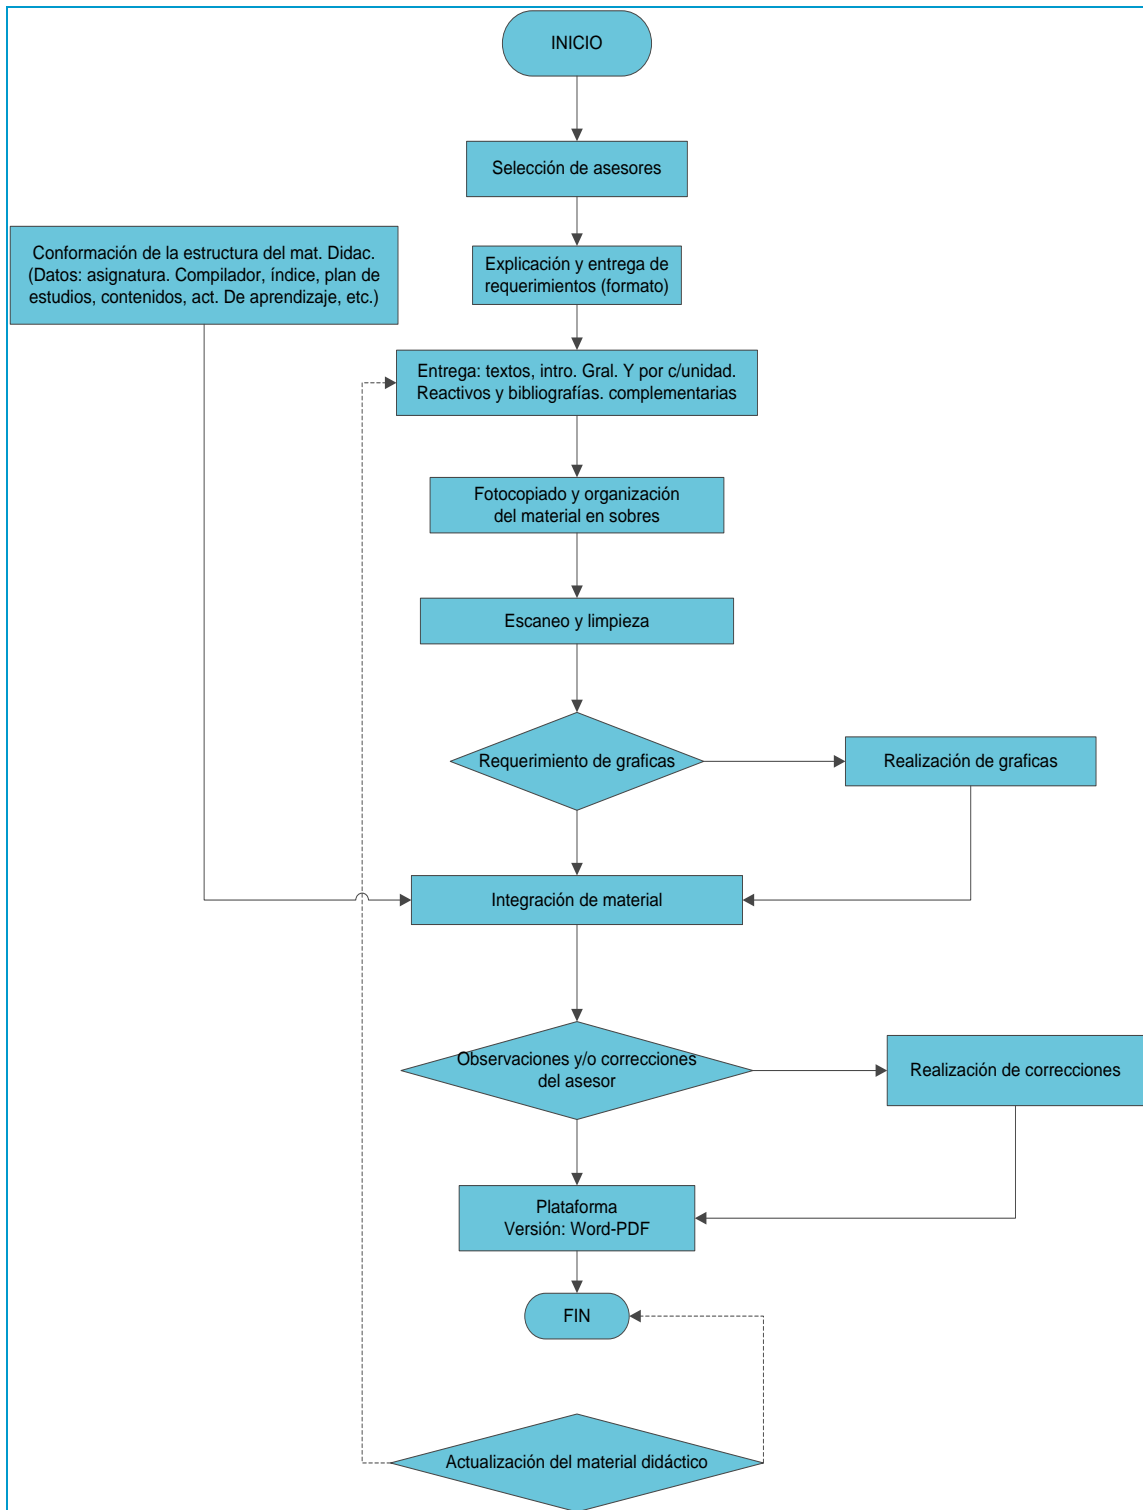 INICIO
Selección de asesores
Conformación de la estructura del mat. Didac.
(Datos: asignatura. Compilador, índice, plan de
estudios, contenidos, act. De aprendizaje, etc.)
Explicación y entrega de
requerimientos (formato)
Entrega: textos, intro. Gral. Y por c/unidad.
Reactivos y bibliografías. complementarias
Fotocopiado y organización
del material en sobres
Escaneo y limpieza
Requerimiento de graficas
Realización de graficas
Integración de material
Observaciones y/o correcciones
del asesor
Realización de correcciones
Plataforma
Versión: Word-PDF
FIN
Actualización del material didáctico